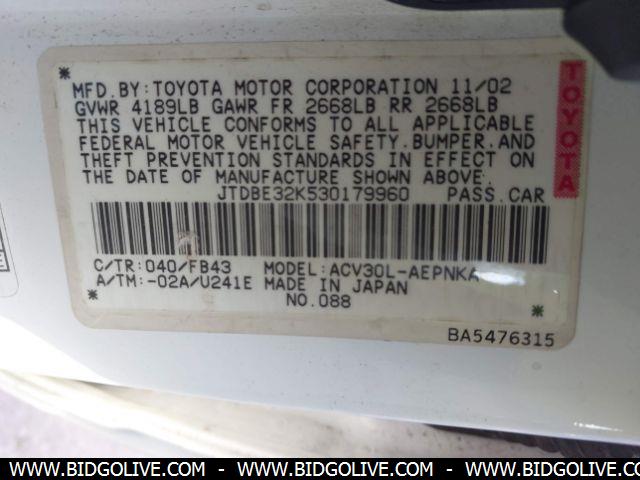 MFD. BY: TOYOTA MOTOR CORPORATION 11/02
GVWR 4189LB GAWR FR 2668LB RR 2668LB
THIS VEHICLE CONFORMS TO ALL APPLICABLE
FEDERAL MOTOR VEHICLE SAFETY, BUMPER, AND
THEFT PREVENTION STANDARDS IN EFFECT ON
THE DATE OF MANUFACTURE SHOWN ABOVE.
JTDBE32K530179960 PASS. CAR
C/TR: 040/FB43 MODEL: ACV30L-AEPNKA
A/TM: -02A/U241E MADE IN JAPAN
NO. 088
BA5476315
TOYOTA
WWW.BIDGOLIVE.COM - WWW.BIDGOLIVE.COM - WWW.BIDGOLIVE.COM